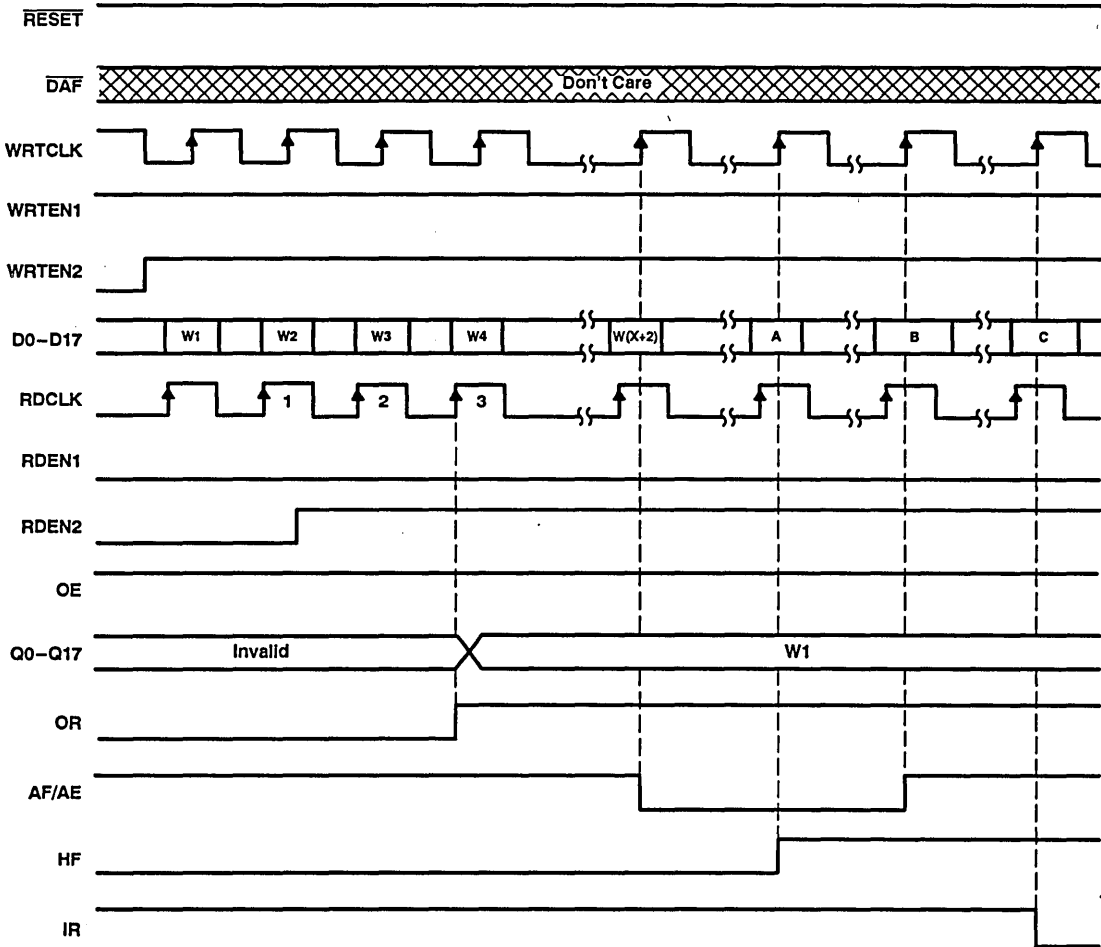 RESET
DAF Don't Care
WRTCLK
WRTEN1
WRTEN2
D0–D17 W1 W2 W3 W4 W(X+2) A B C
RDCLK 1 2 3
RDEN1
RDEN2
OE
Q0–Q17 Invalid W1
OR
AF/AE
HF
IR